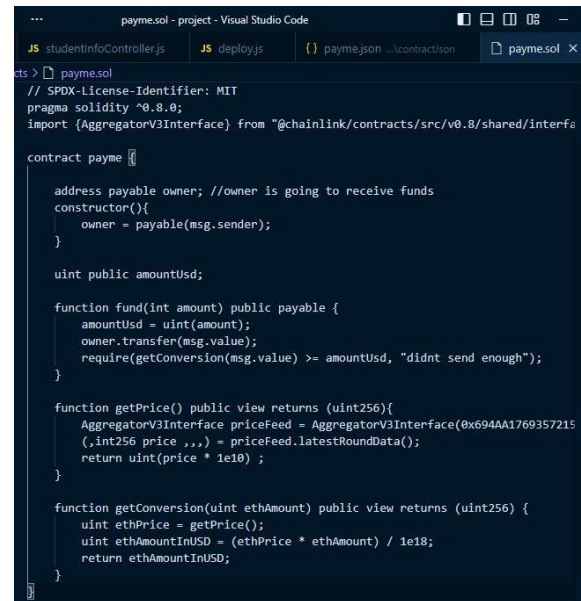 ... payme.sol - project - Visual Studio Code
JS studentInfoController.js JS deploy.js {} payme.json ...\contractJson payme.sol ×
cts > payme.sol
// SPDX-License-Identifier: MIT
pragma solidity ^0.8.0;
import {AggregatorV3Interface} from "@chainlink/contracts/src/v0.8/shared/interfa
contract payme {
address payable owner; //owner is going to receive funds
constructor(){
owner = payable(msg.sender);
}
uint public amountUsd;
function fund(int amount) public payable {
amountUsd = uint(amount);
owner.transfer(msg.value);
require(getConversion(msg.value) >= amountUsd, "didnt send enough");
}
function getPrice() public view returns (uint256){
AggregatorV3Interface priceFeed = AggregatorV3Interface(0x694AA1769357215
(,int256 price ,,,) = priceFeed.latestRoundData();
return uint(price * 1e10) ;
}
function getConversion(uint ethAmount) public view returns (uint256) {
uint ethPrice = getPrice();
uint ethAmountInUSD = (ethPrice * ethAmount) / 1e18;
return ethAmountInUSD;
}
}